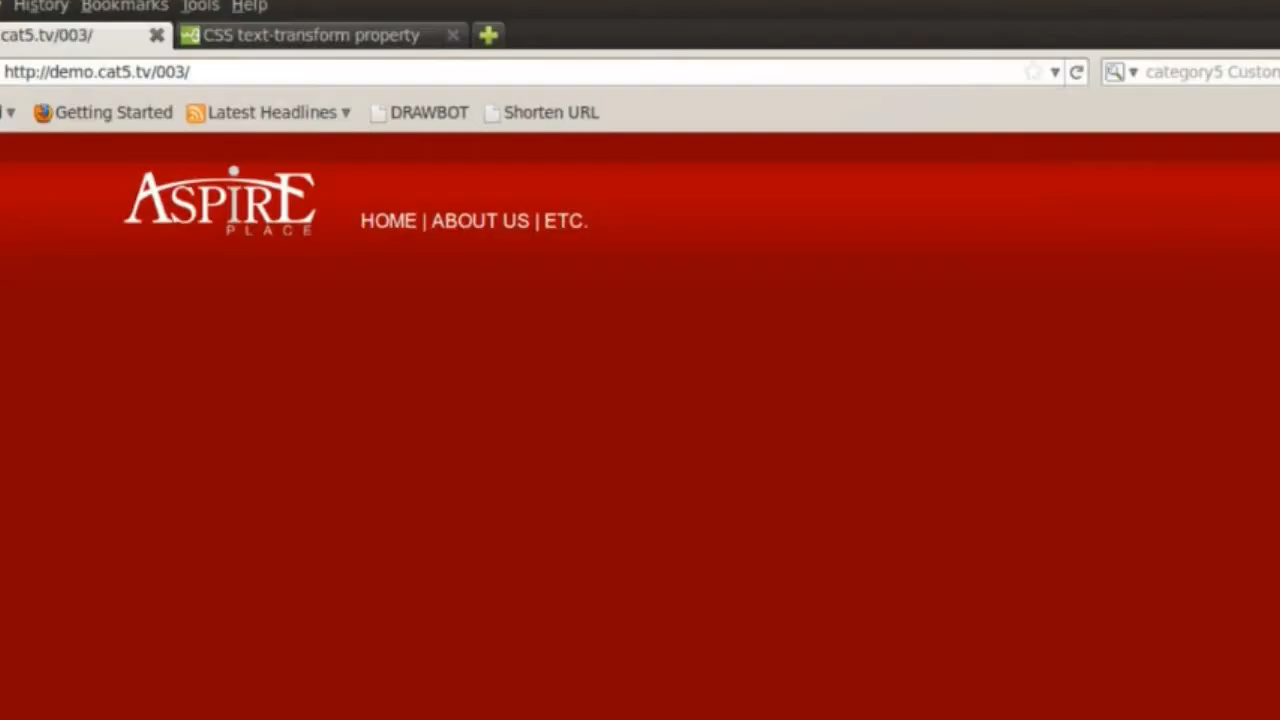 History Bookmarks Tools Help
cat5.tv/003/ CSS text-transform property
http://demo.cat5.tv/003/ category5 Custom
Getting Started Latest Headlines DRAWBOT Shorten URL
ASPIRE
PLACE
HOME | ABOUT US | ETC.